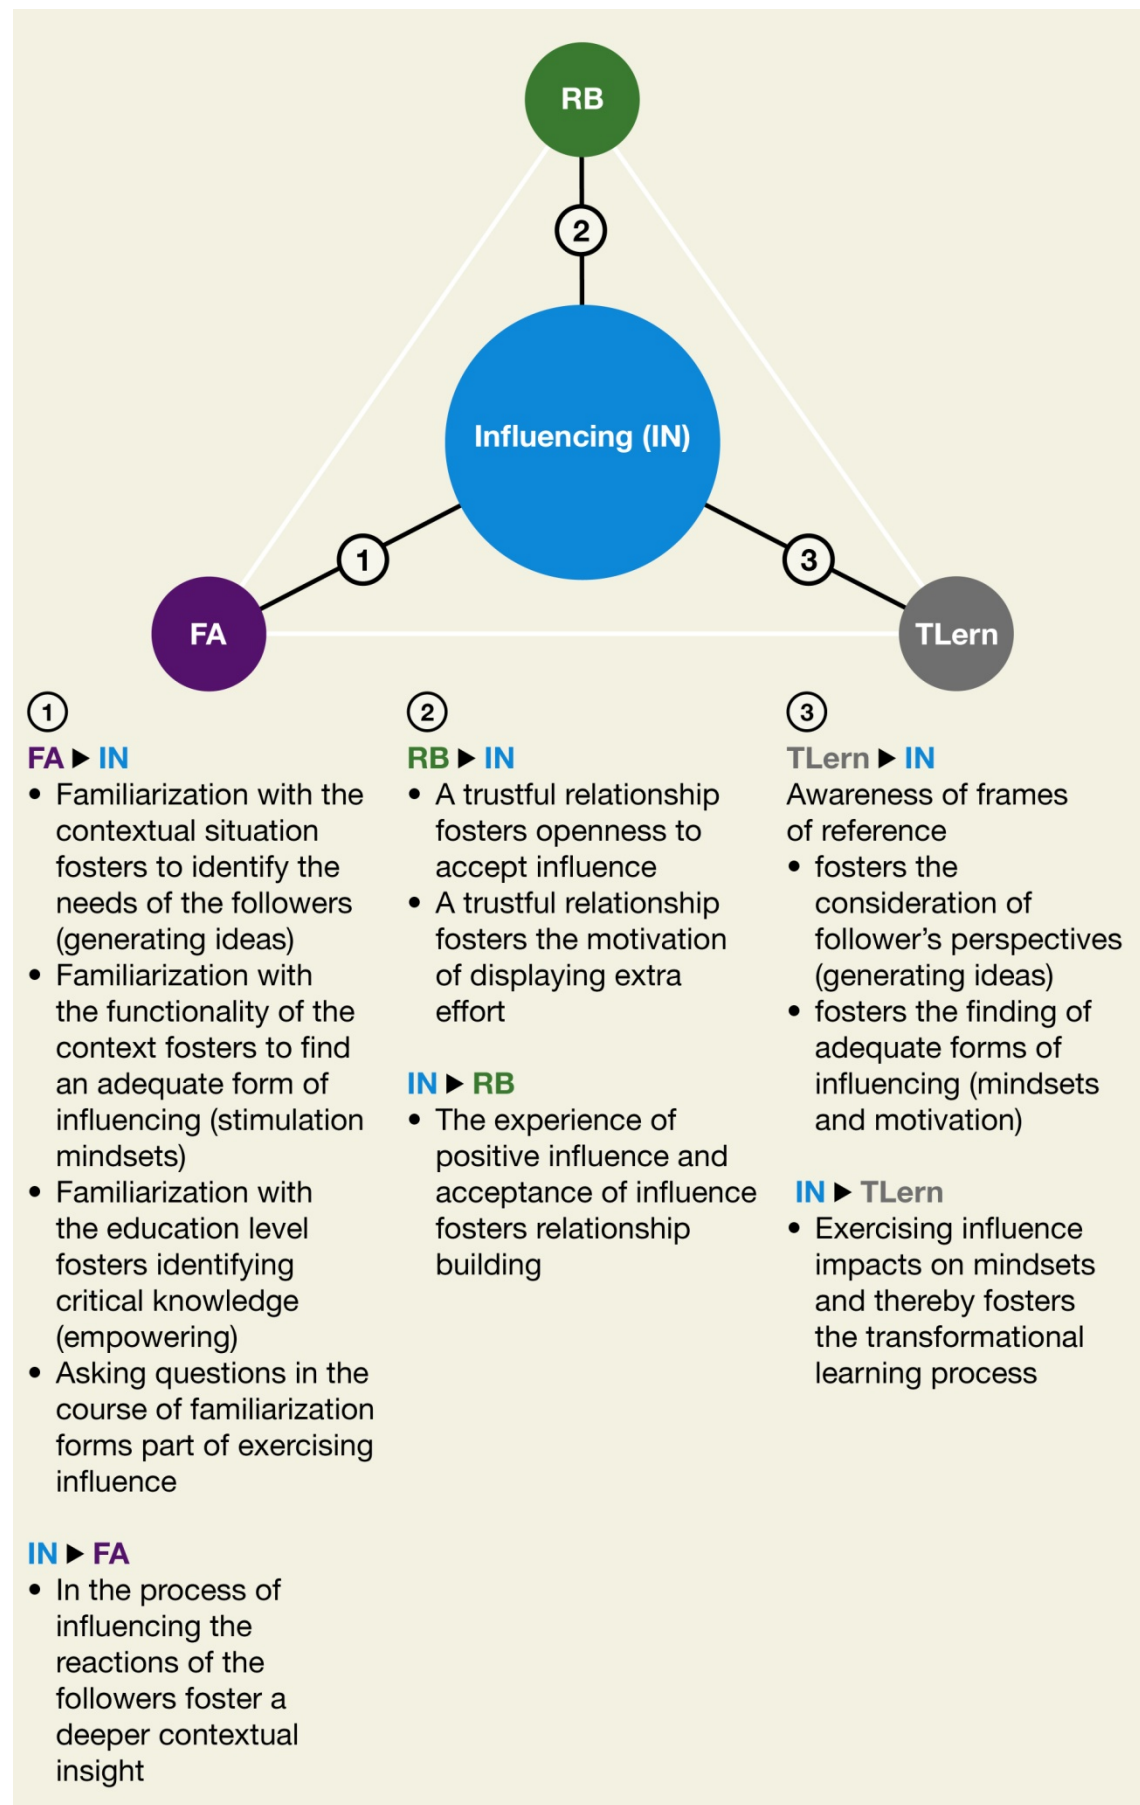 RB
2
Influencing (IN)
1
3
FA
TLern
1
FA ▶ IN
• Familiarization with the
contextual situation
fosters to identify the
needs of the followers
(generating ideas)
• Familiarization with
the functionality of the
context fosters to find
an adequate form of
influencing (stimulation
mindsets)
• Familiarization with
the education level
fosters identifying
critical knowledge
(empowering)
• Asking questions in the
course of familiarization
forms part of exercising
influence
IN ▶ FA
• In the process of
influencing the
reactions of the
followers foster a
deeper contextual
insight
2
RB ▶ IN
• A trustful relationship
fosters openness to
accept influence
• A trustful relationship
fosters the motivation
of displaying extra
effort
IN ▶ RB
• The experience of
positive influence and
acceptance of influence
fosters relationship
building
3
TLern ▶ IN
Awareness of frames
of reference
• fosters the
consideration of
follower’s perspectives
(generating ideas)
• fosters the finding of
adequate forms of
influencing (mindsets
and motivation)
IN ▶ TLern
• Exercising influence
impacts on mindsets
and thereby fosters
the transformational
learning process